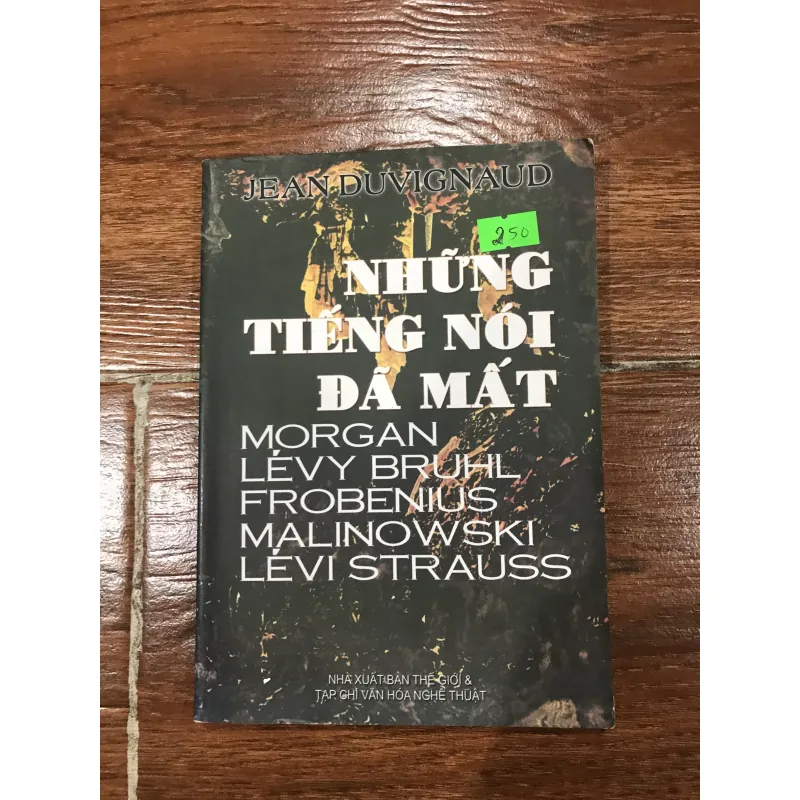 JEAN DUVIGNAUD
250
NHỮNG
TIẾNG NÓI
ĐÃ MẤT
MORGAN
LÉVY BRUHL
FROBENIUS
MALINOWSKI
LÉVI STRAUSS
NHÀ XUẤT BẢN THẾ GIỚI &
TẠP CHÍ VĂN HÓA NGHỆ THUẬT